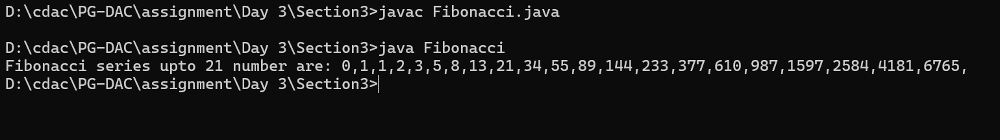 D:\cdac\PG-DAC\assignment\Day 3\Section3>javac Fibonacci.java
D:\cdac\PG-DAC\assignment\Day 3\Section3>java Fibonacci
Fibonacci series upto 21 number are: 0,1,1,2,3,5,8,13,21,34,55,89,144,233,377,610,987,1597,2584,4181,6765,
D:\cdac\PG-DAC\assignment\Day 3\Section3>